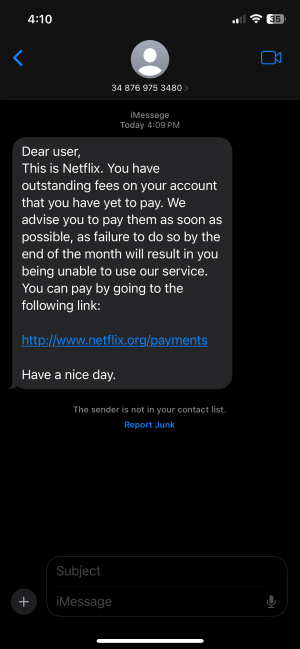 4:10
35
34 876 975 3480
iMessage
Today 4:09 PM
Dear user,
This is Netflix. You have
outstanding fees on your account
that you have yet to pay. We
advise you to pay them as soon as
possible, as failure to do so by the
end of the month will result in you
being unable to use our service.
You can pay by going to the
following link:
http://www.netflix.org/payments
Have a nice day.
The sender is not in your contact list.
Report Junk
Subject
iMessage